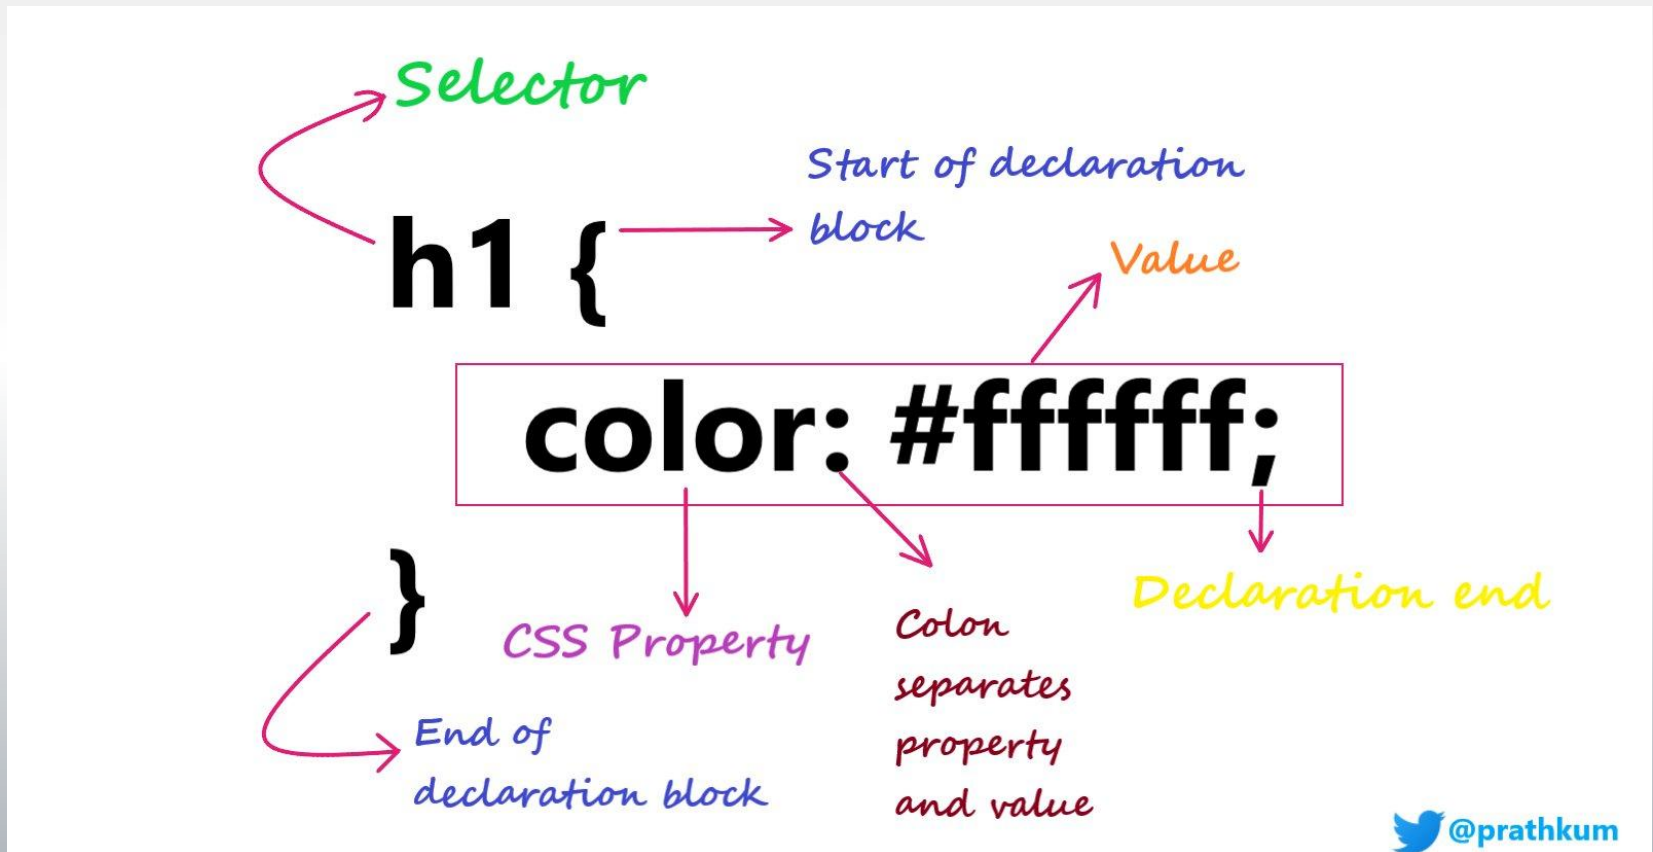 Selector
Start of declaration
block
h1 {
Value
color: #ffffff;
}
CSS Property
Declaration end
Colon
separates
property
and value
End of
declaration block
@prathkum